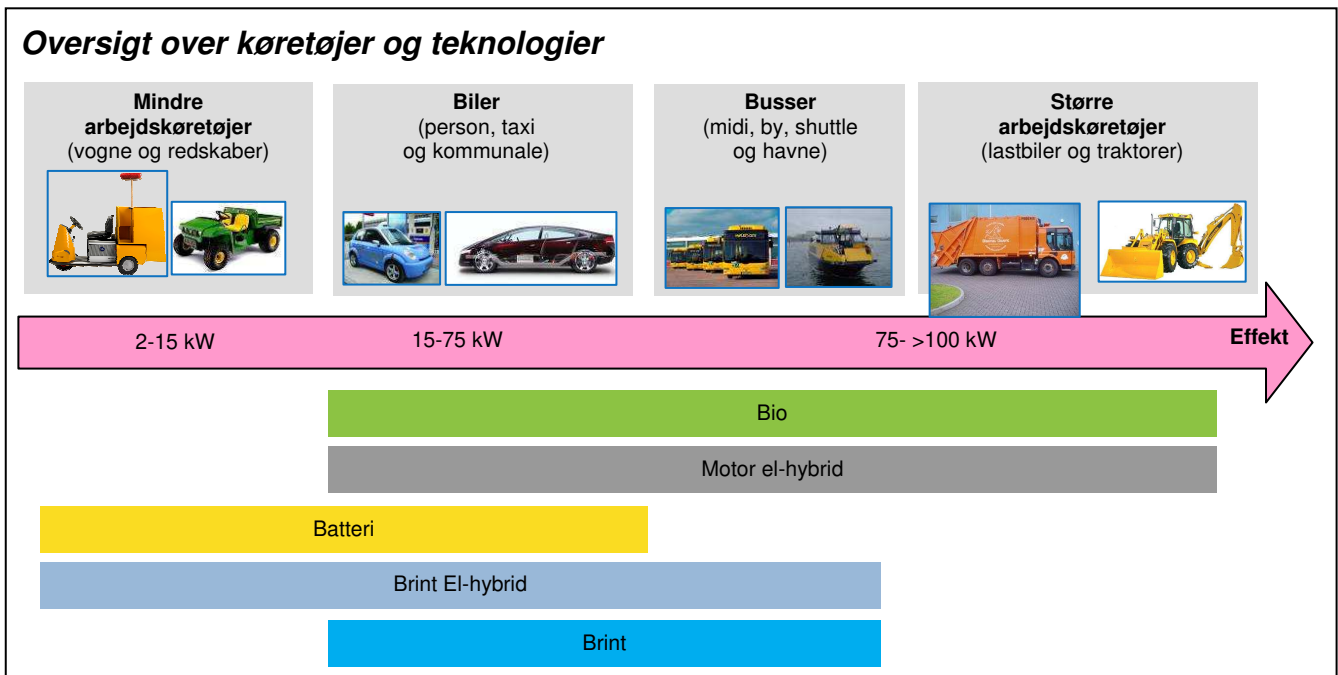 Oversigt over køretøjer og teknologier
Mindre
arbejdskøretøjer
(vogne og redskaber)
Biler
(person, taxi
og kommunale)
Busser
(midi, by, shuttle
og havne)
Større
arbejdskøretøjer
(lastbiler og traktorer)
2-15 kW
15-75 kW
75- >100 kW
Effekt
Bio
Motor el-hybrid
Batteri
Brint El-hybrid
Brint